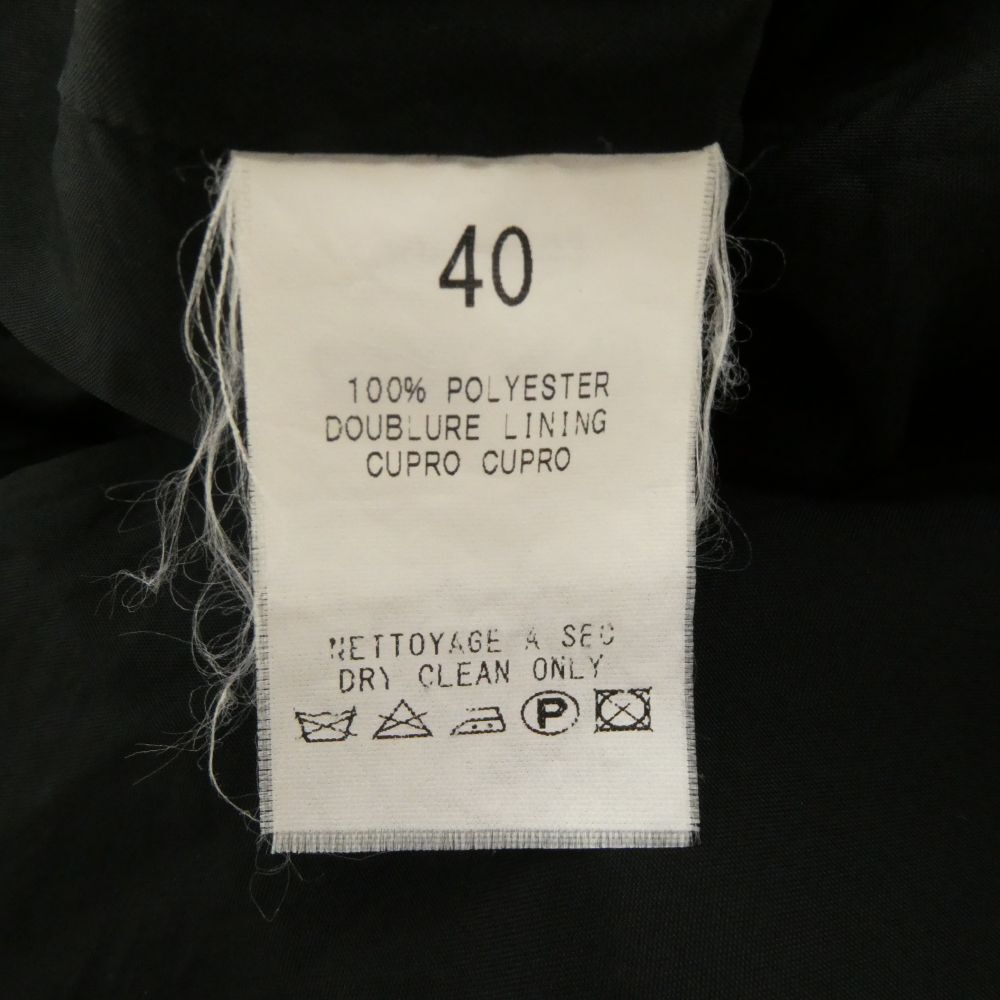 40
100% POLYESTER
DOUBLURE LINING
CUPRO CUPRO
NETTOYAGE A SEC
DRY CLEAN ONLY
P